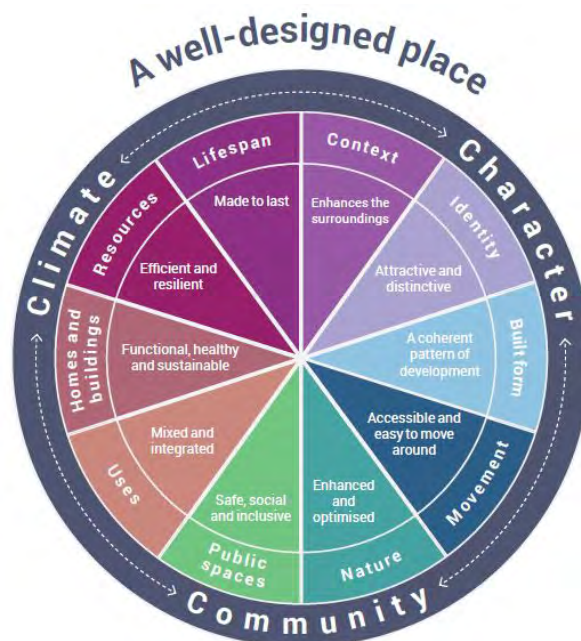 A well-designed place
Climate
Character
Community
Context
Enhances the
surroundings
Identity
Attractive and
distinctive
Built form
A coherent
pattern of
development
Movement
Accessible and
easy to move
around
Nature
Enhanced
and
optimised
Public
spaces
Safe, social
and inclusive
Uses
Mixed and
integrated
Homes and
buildings
Functional, healthy
and sustainable
Resources
Efficient and
resilient
Lifespan
Made to last